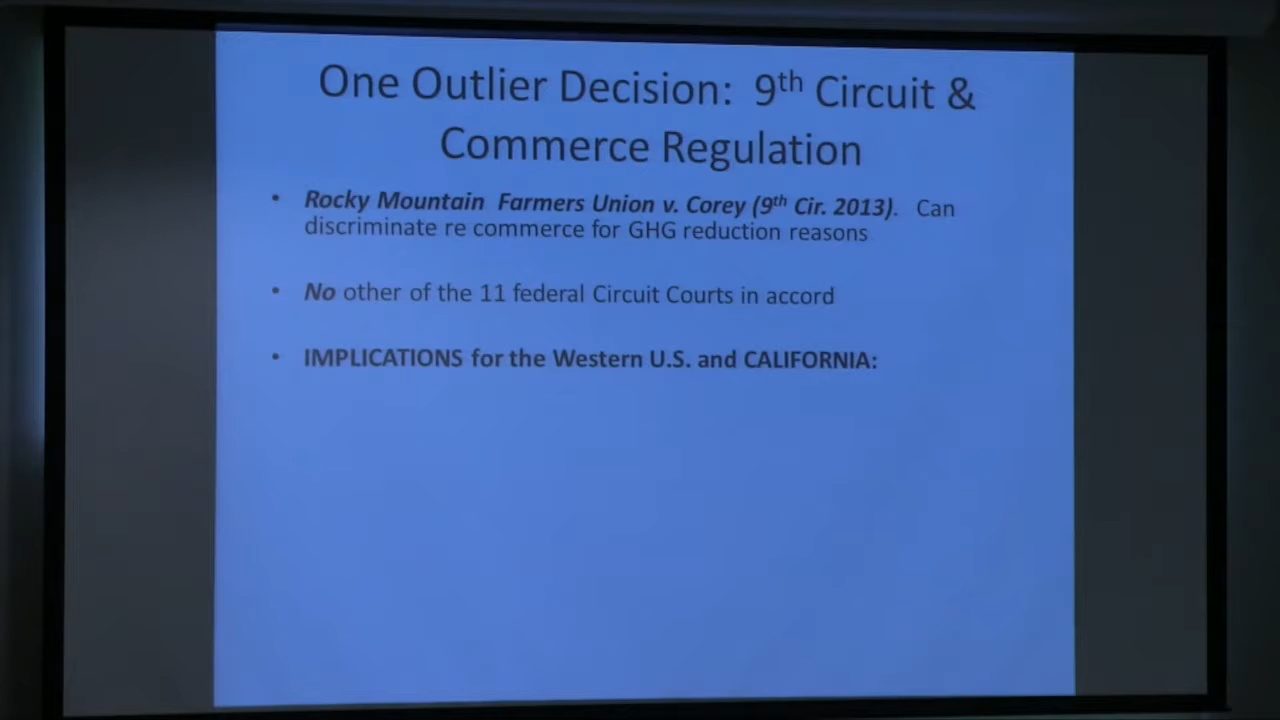 One Outlier Decision: 9th Circuit &
Commerce Regulation
• Rocky Mountain Farmers Union v. Corey (9th Cir. 2013). Can
discriminate re commerce for GHG reduction reasons
• No other of the 11 federal Circuit Courts in accord
• IMPLICATIONS for the Western U.S. and CALIFORNIA: